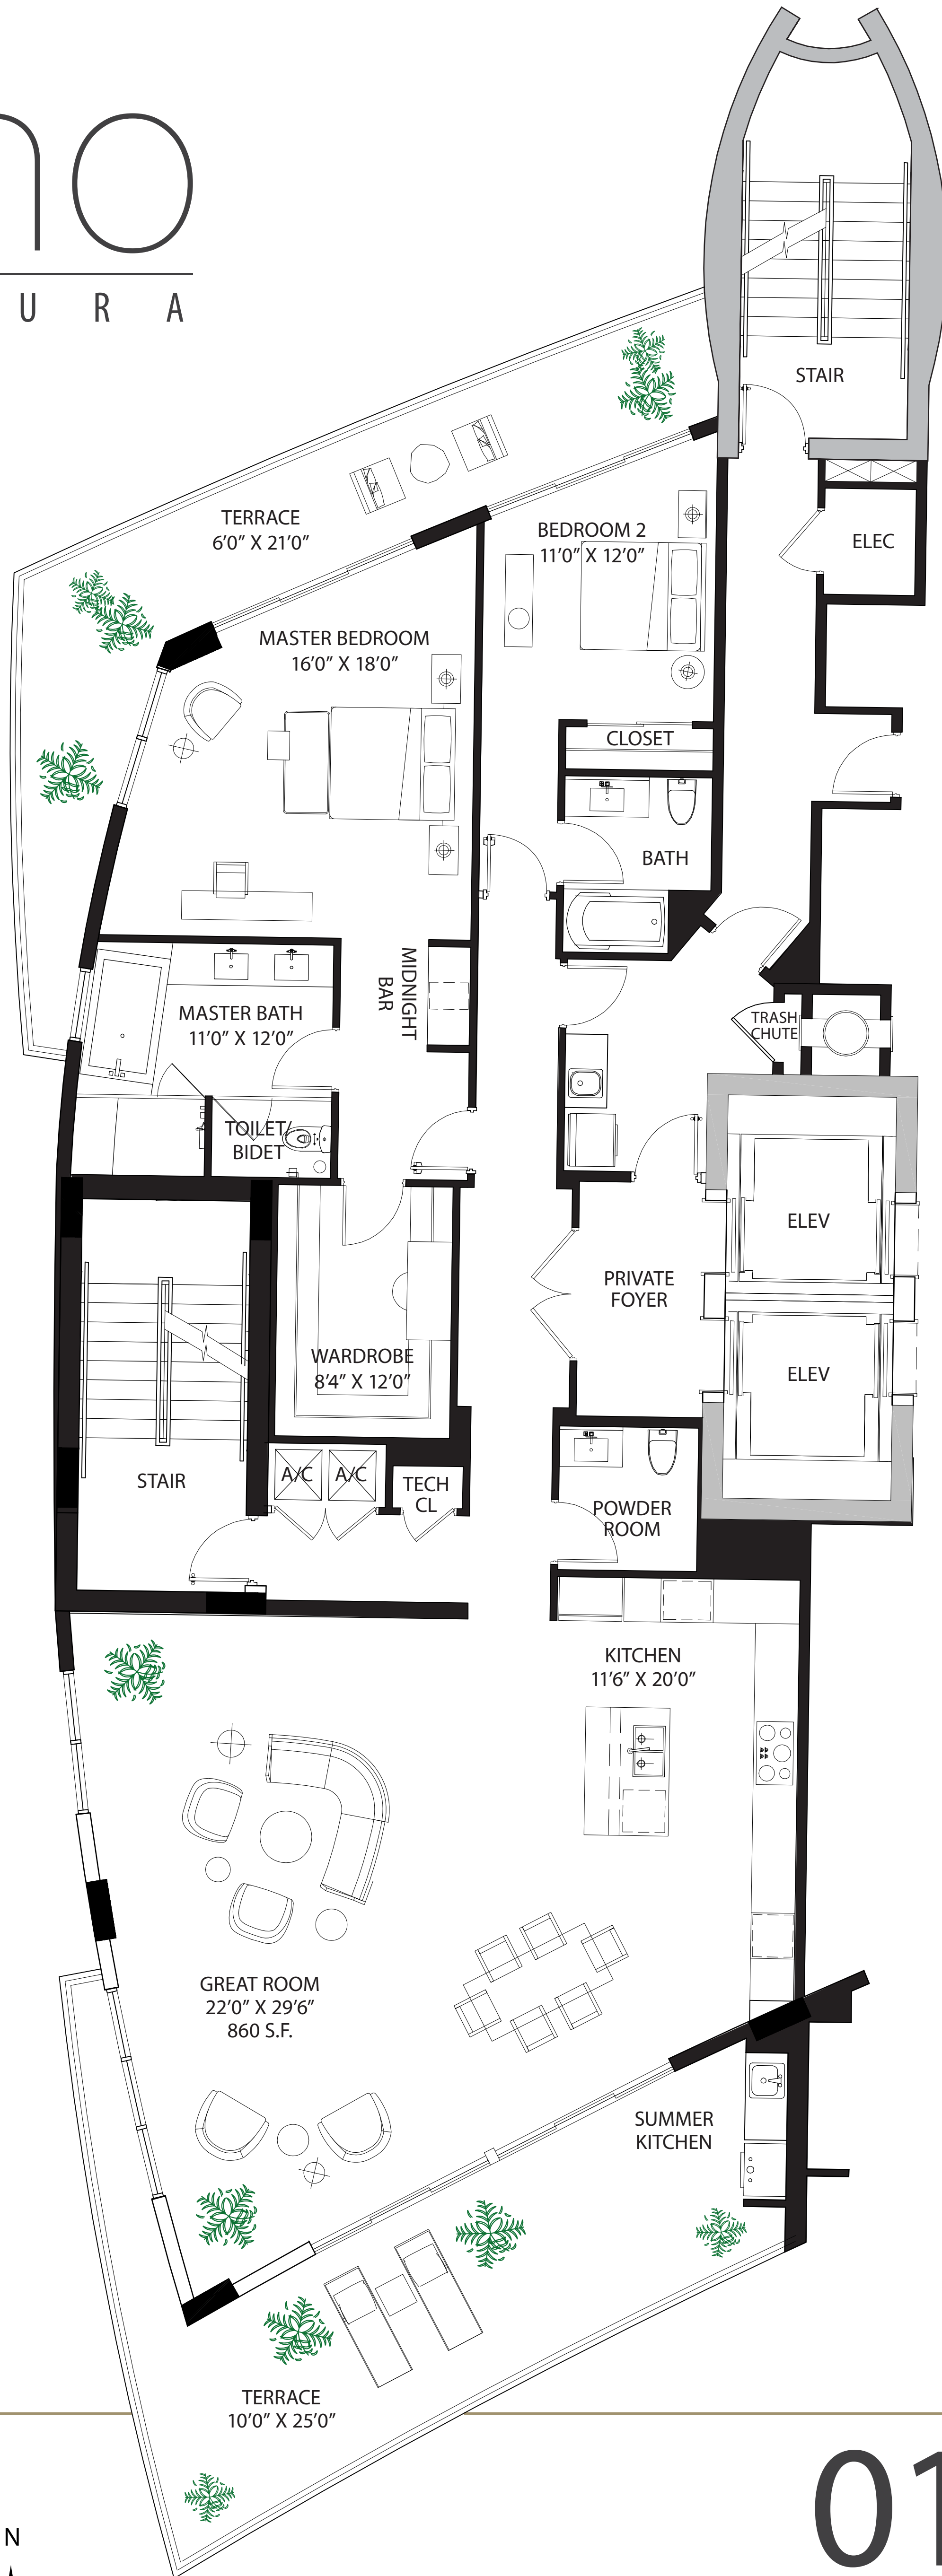 no
U R A
STAIR
TERRACE
6'0" X 21'0"
BEDROOM 2
11'0" X 12'0"
ELEC
MASTER BEDROOM
16'0" X 18'0"
CLOSET
BATH
MIDNIGHT
BAR
MASTER BATH
11'0" X 12'0"
TRASH
CHUTE
TOILET/
BIDET
ELEV
PRIVATE
FOYER
WARDROBE
8'4" X 12'0"
ELEV
A/C
A/C
TECH
CL
STAIR
POWDER
ROOM
KITCHEN
11'6" X 20'0"
GREAT ROOM
22'0" X 29'6"
860 S.F.
SUMMER
KITCHEN
TERRACE
10'0" X 25'0"
01
N